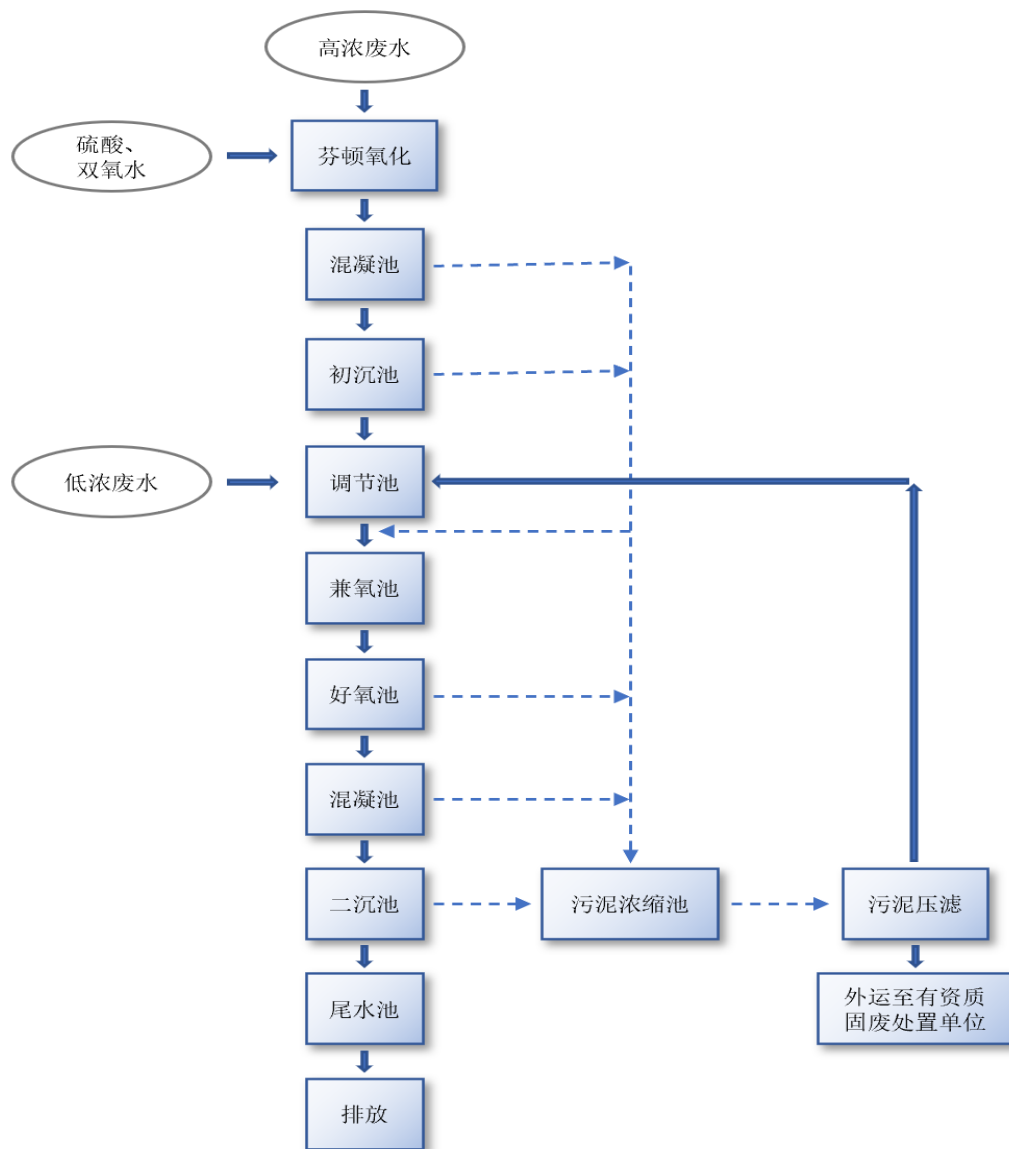 高浓废水
硫酸、
双氧水
芬顿氧化
混凝池
初沉池
低浓废水
调节池
兼氧池
好氧池
混凝池
二沉池
污泥浓缩池
污泥压滤
尾水池
外运至有资质
固废处置单位
排放